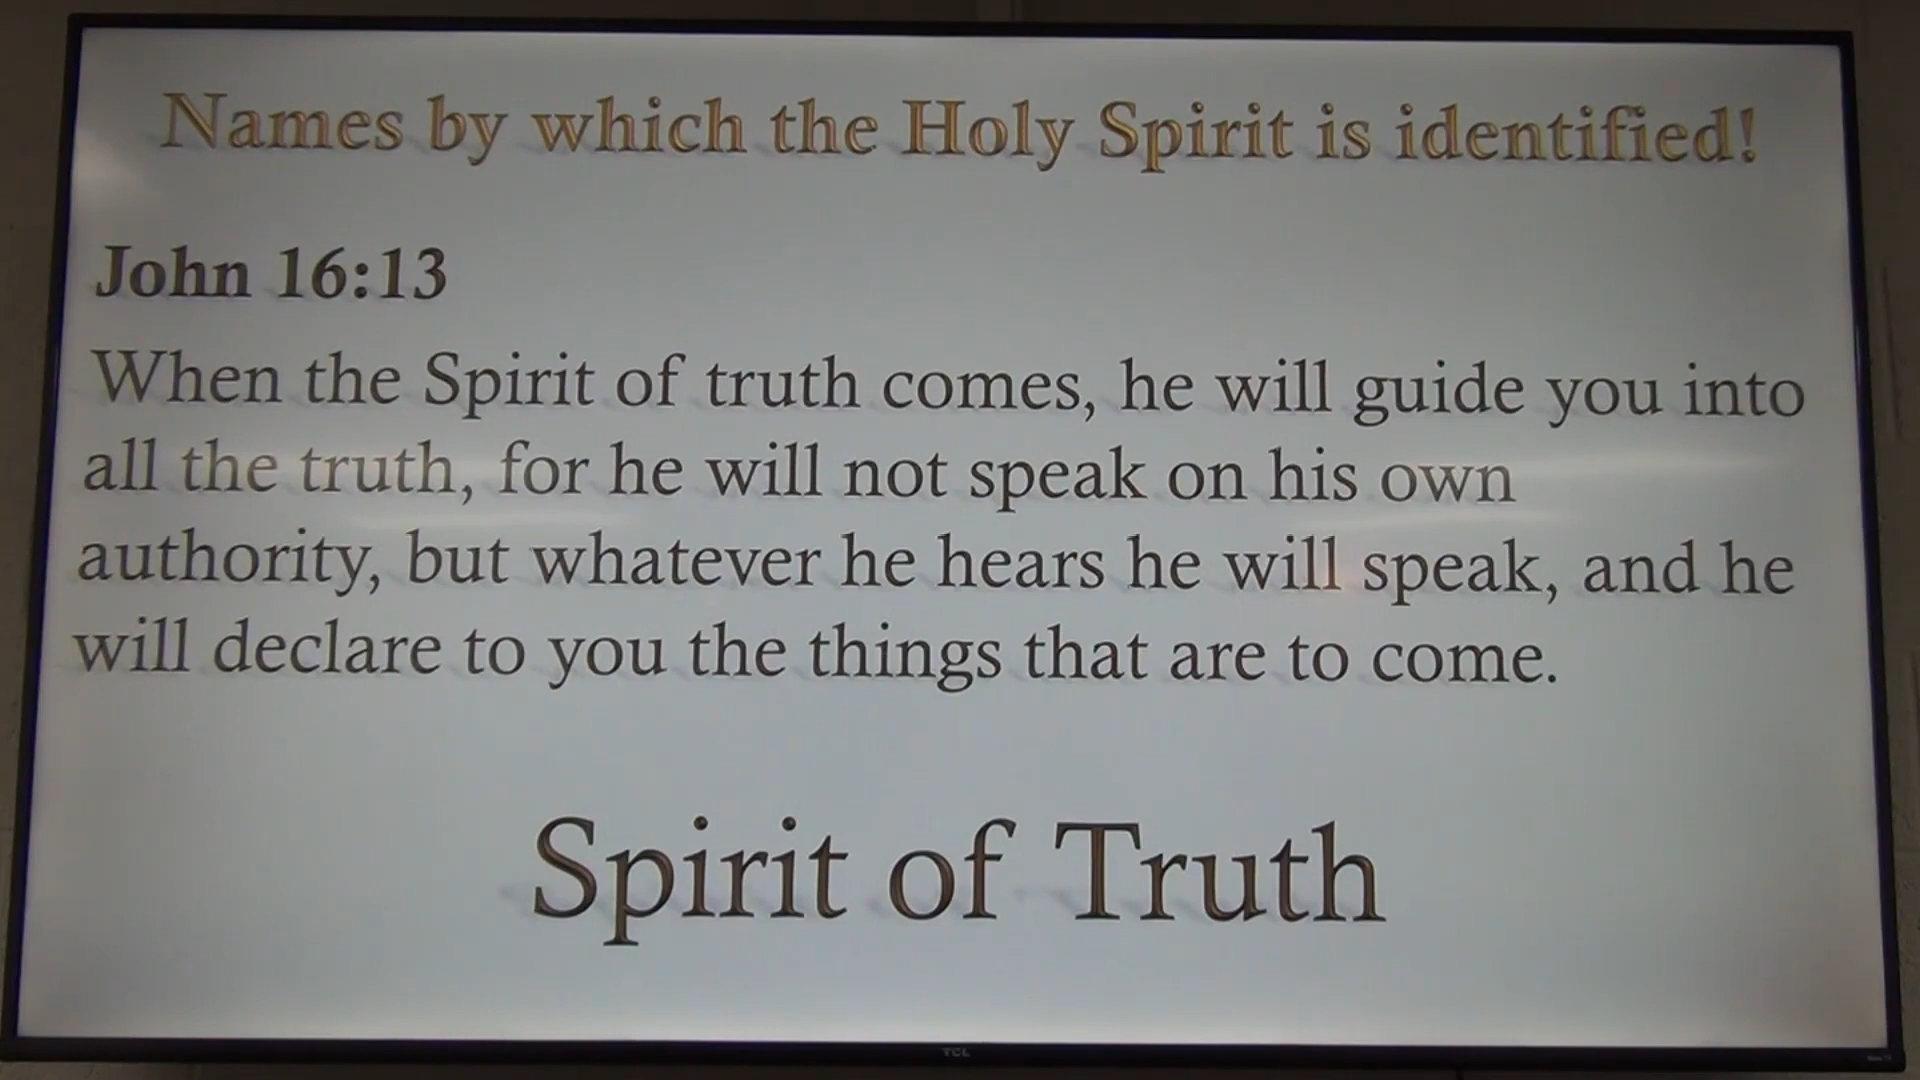 Names by which the Holy Spirit is identified!
John 16:13
When the Spirit of truth comes, he will guide you into
all the truth, for he will not speak on his own
authority, but whatever he hears he will speak, and he
will declare to you the things that are to come.
Spirit of Truth
TCL